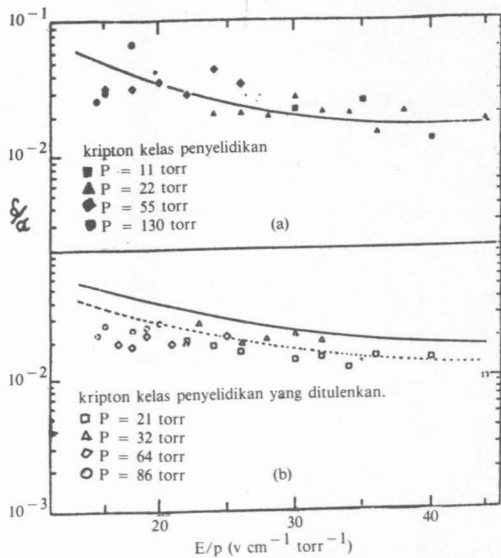 10⁻¹
10⁻²
δ/α
kripton kelas penyelidikan
■ P = 11 torr
▲ P = 22 torr
◆ P = 55 torr
● P = 130 torr
(a)
10⁻²
kripton kelas penyelidikan yang ditulenkan.
□ P = 21 torr
△ P = 32 torr
◇ P = 64 torr
○ P = 86 torr
(b)
10⁻³
20 30 40
E/p (v cm⁻¹ torr⁻¹)